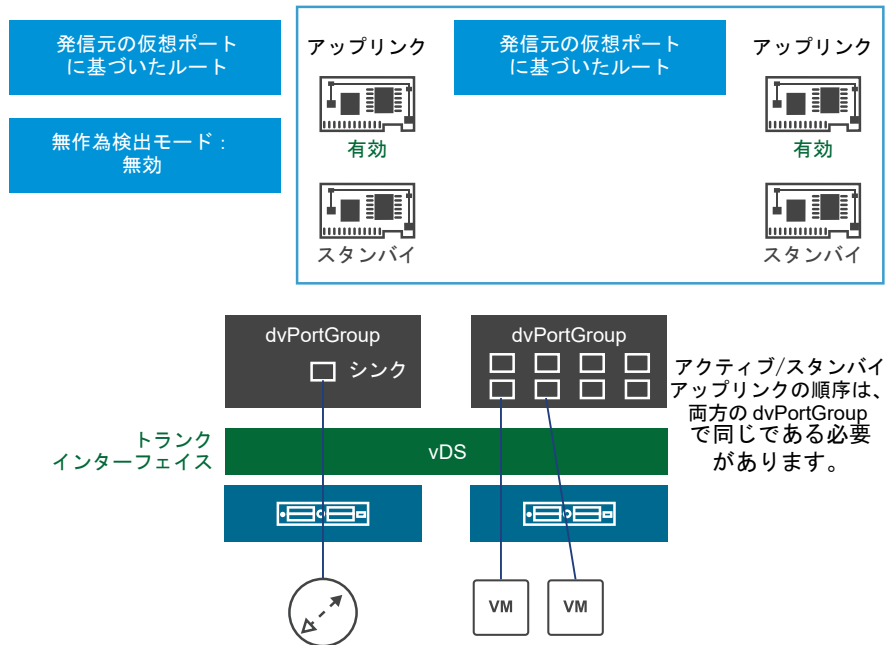 発信元の仮想ポート
に基づいたルート
無作為検出モード：
無効
アップリンク
有効
スタンバイ
発信元の仮想ポート
に基づいたルート
アップリンク
有効
スタンバイ
dvPortGroup
シンク
dvPortGroup
アクティブ/スタンバイ
アップリンクの順序は、
両方の dvPortGroup
で同じである必要
があります。
トランク
インターフェイス
vDS
VM
VM